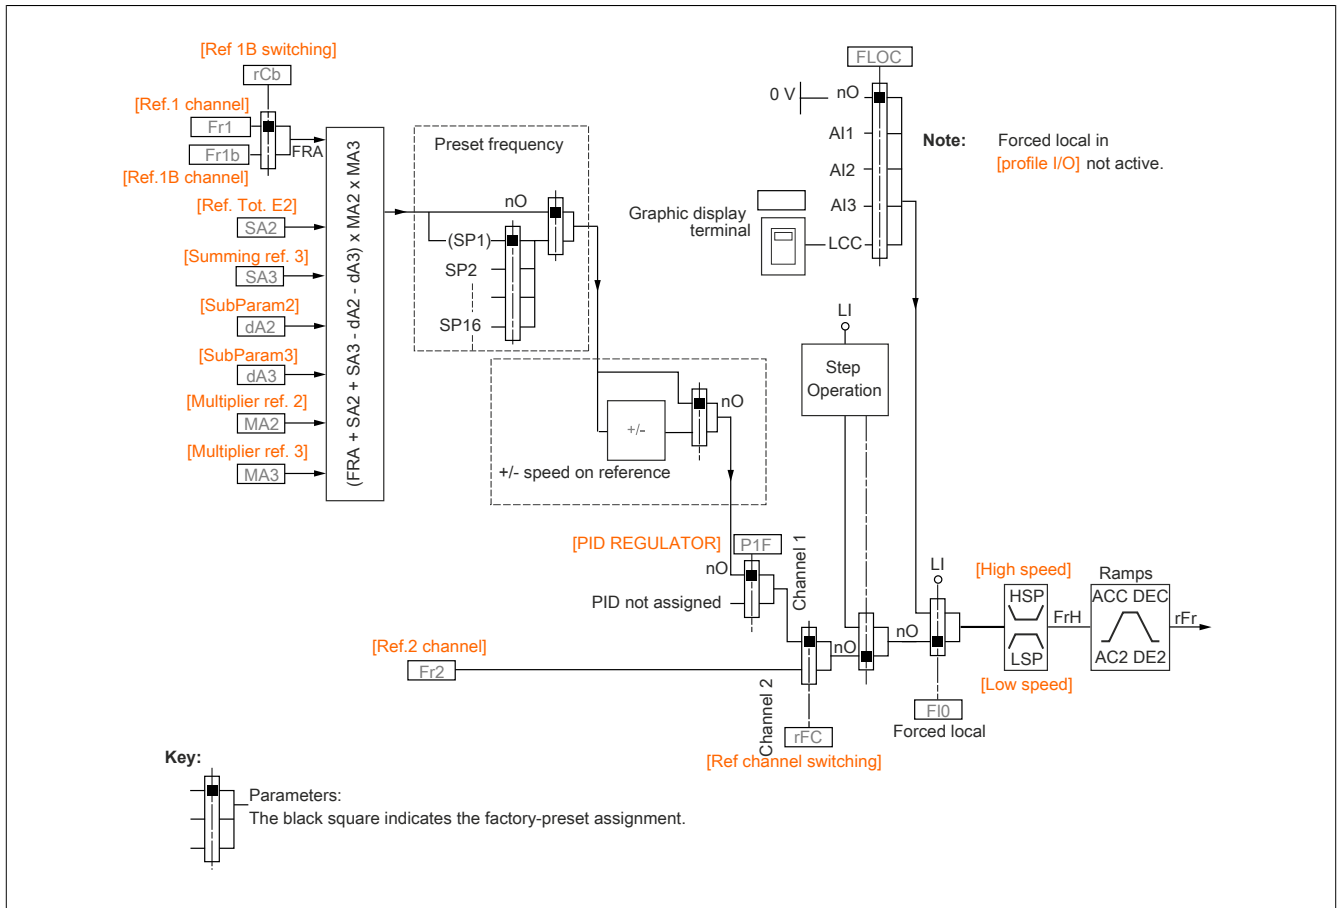 [Ref 1B switching]
rCb
[Ref.1 channel]
Fr1
Fr1b
FRA
[Ref.1B channel]
[Ref. Tot. E2]
SA2
[Summing ref. 3]
SA3
[SubParam2]
dA2
[SubParam3]
dA3
[Multiplier ref. 2]
MA2
[Multiplier ref. 3]
MA3
(FRA + SA2 + SA3 - dA2 - dA3) x MA2 x MA3
Preset frequency
nO
(SP1)
SP2
SP16
+/-
nO
+/- speed on reference
FLOC
0 V
nO
AI1
AI2
AI3
LCC
Graphic display
terminal
Note: Forced local in
[profile I/O] not active.
LI
Step
Operation
[PID REGULATOR]
P1F
nO
PID not assigned
Channel 1
[Ref.2 channel]
Fr2
Channel 2
nO
rFC
[Ref channel switching]
nO
LI
FI0
Forced local
[High speed]
HSP
LSP
[Low speed]
FrH
Ramps
ACC DEC
AC2 DE2
rFr
Key:
Parameters:
The black square indicates the factory-preset assignment.